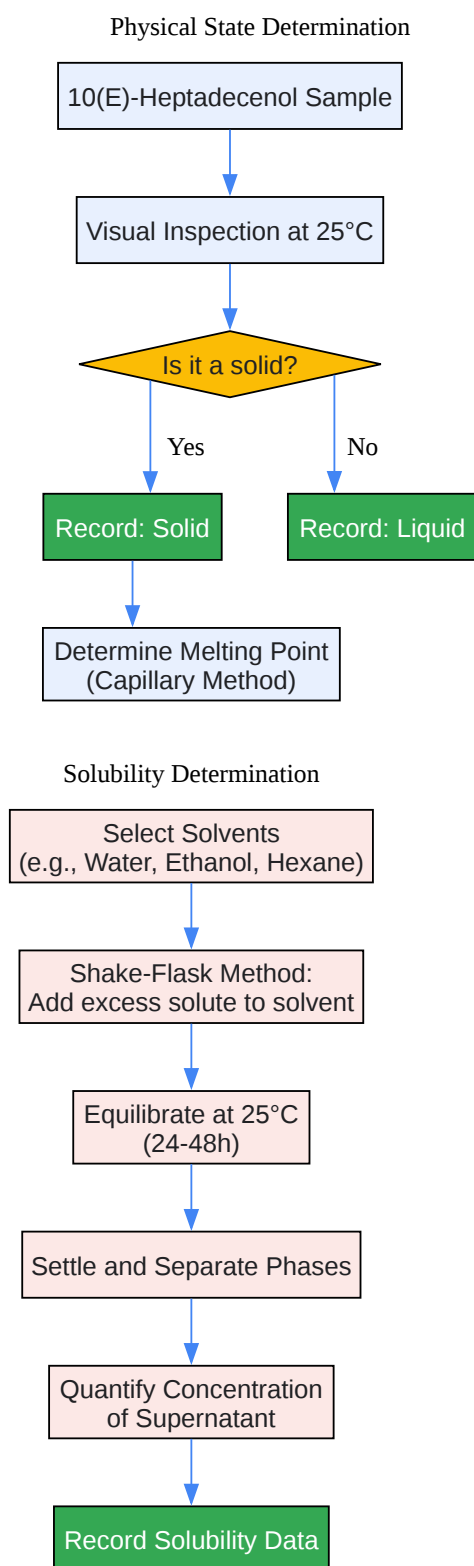 Physical State Determination
10(E)-Heptadecenol Sample
Visual Inspection at 25°C
Is it a solid?
Yes
No
Record: Solid
Record: Liquid
Determine Melting Point
(Capillary Method)
Solubility Determination
Select Solvents
(e.g., Water, Ethanol, Hexane)
Shake-Flask Method:
Add excess solute to solvent
Equilibrate at 25°C
(24-48h)
Settle and Separate Phases
Quantify Concentration
of Supernatant
Record Solubility Data